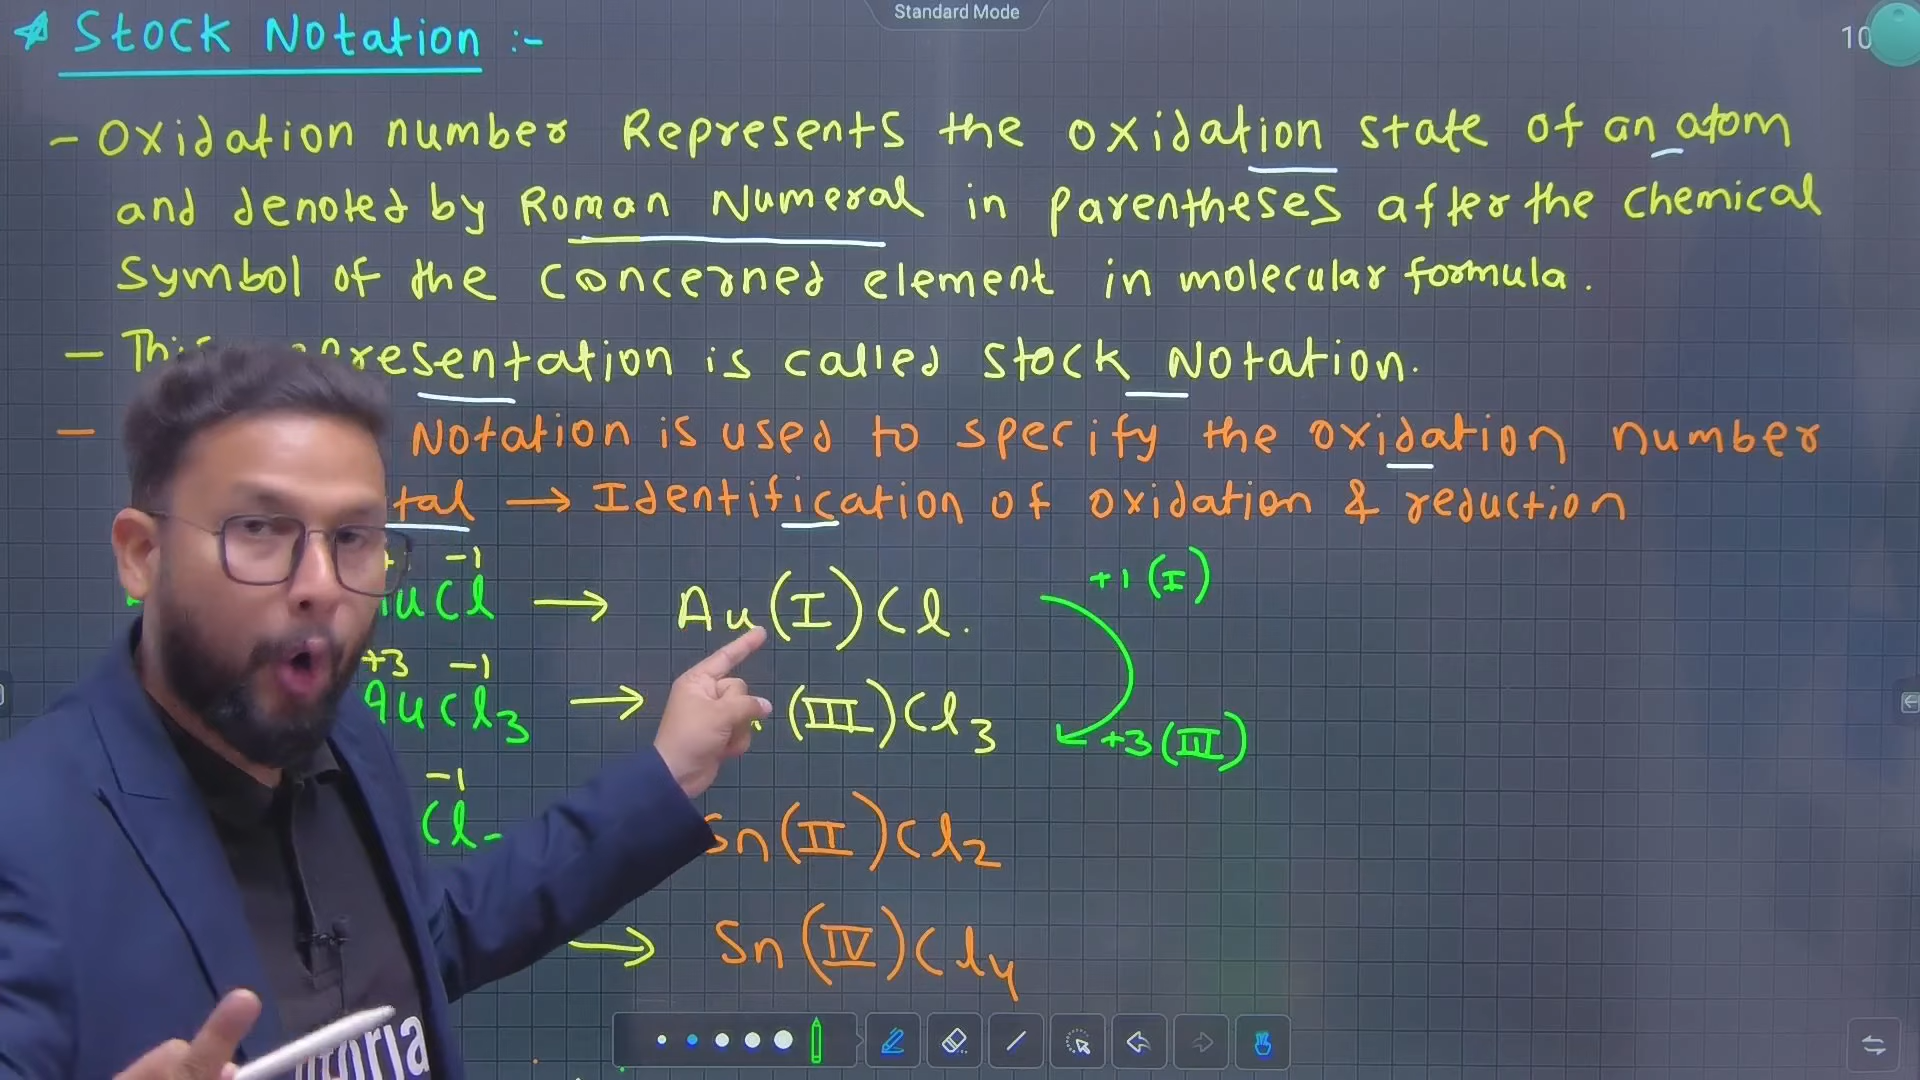 Standard Mode
10
* Stock Notation :-
- Oxidation number Represents the oxidation state of an atom
and denoted by Roman Numeral in parentheses after the chemical
Symbol of the concerned element in molecular formula.
- This representation is called Stock Notation.
- Notation is used to specify the oxidation number
tal → Identification of oxidation & reduction
-1
uCl → Au(I)Cl.
+1 (I)
+3 -1
AuCl3 → (III)Cl3
+3 (III)
-1
Cl
Sn(II)Cl2
→ Sn(IV)Cl4